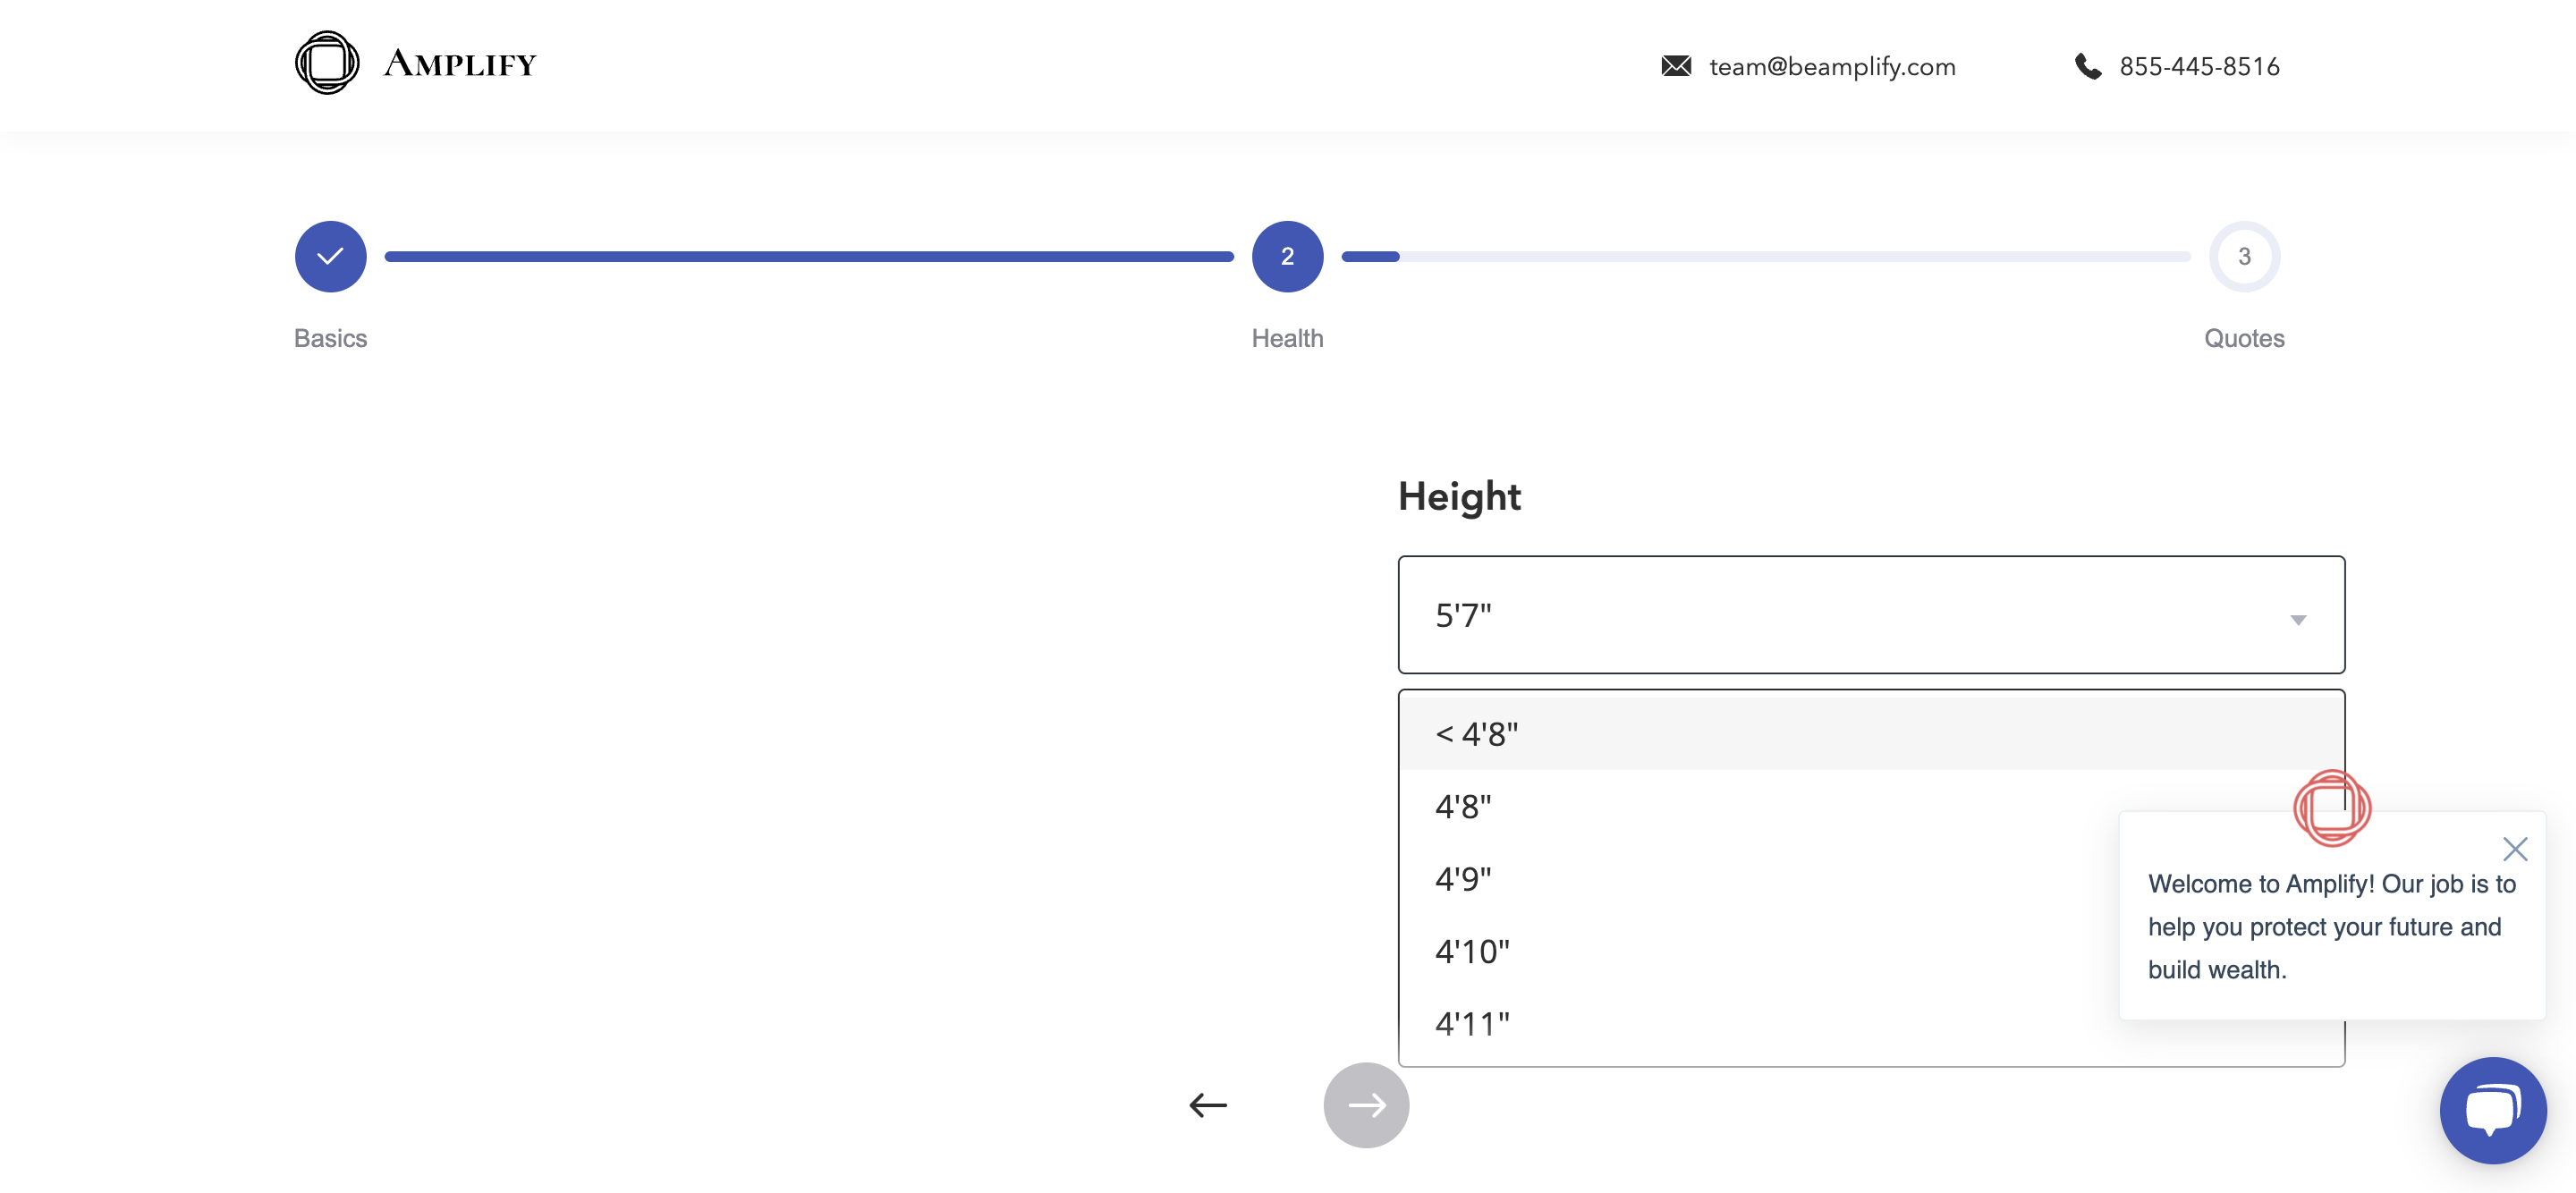 AMPLIFY
team@beamplify.com
855-445-8516
2
3
Basics
Health
Quotes
Height
5'7"
< 4'8"
4'8"
4'9"
4'10"
4'11"
Welcome to Amplify! Our job is to
help you protect your future and
build wealth.